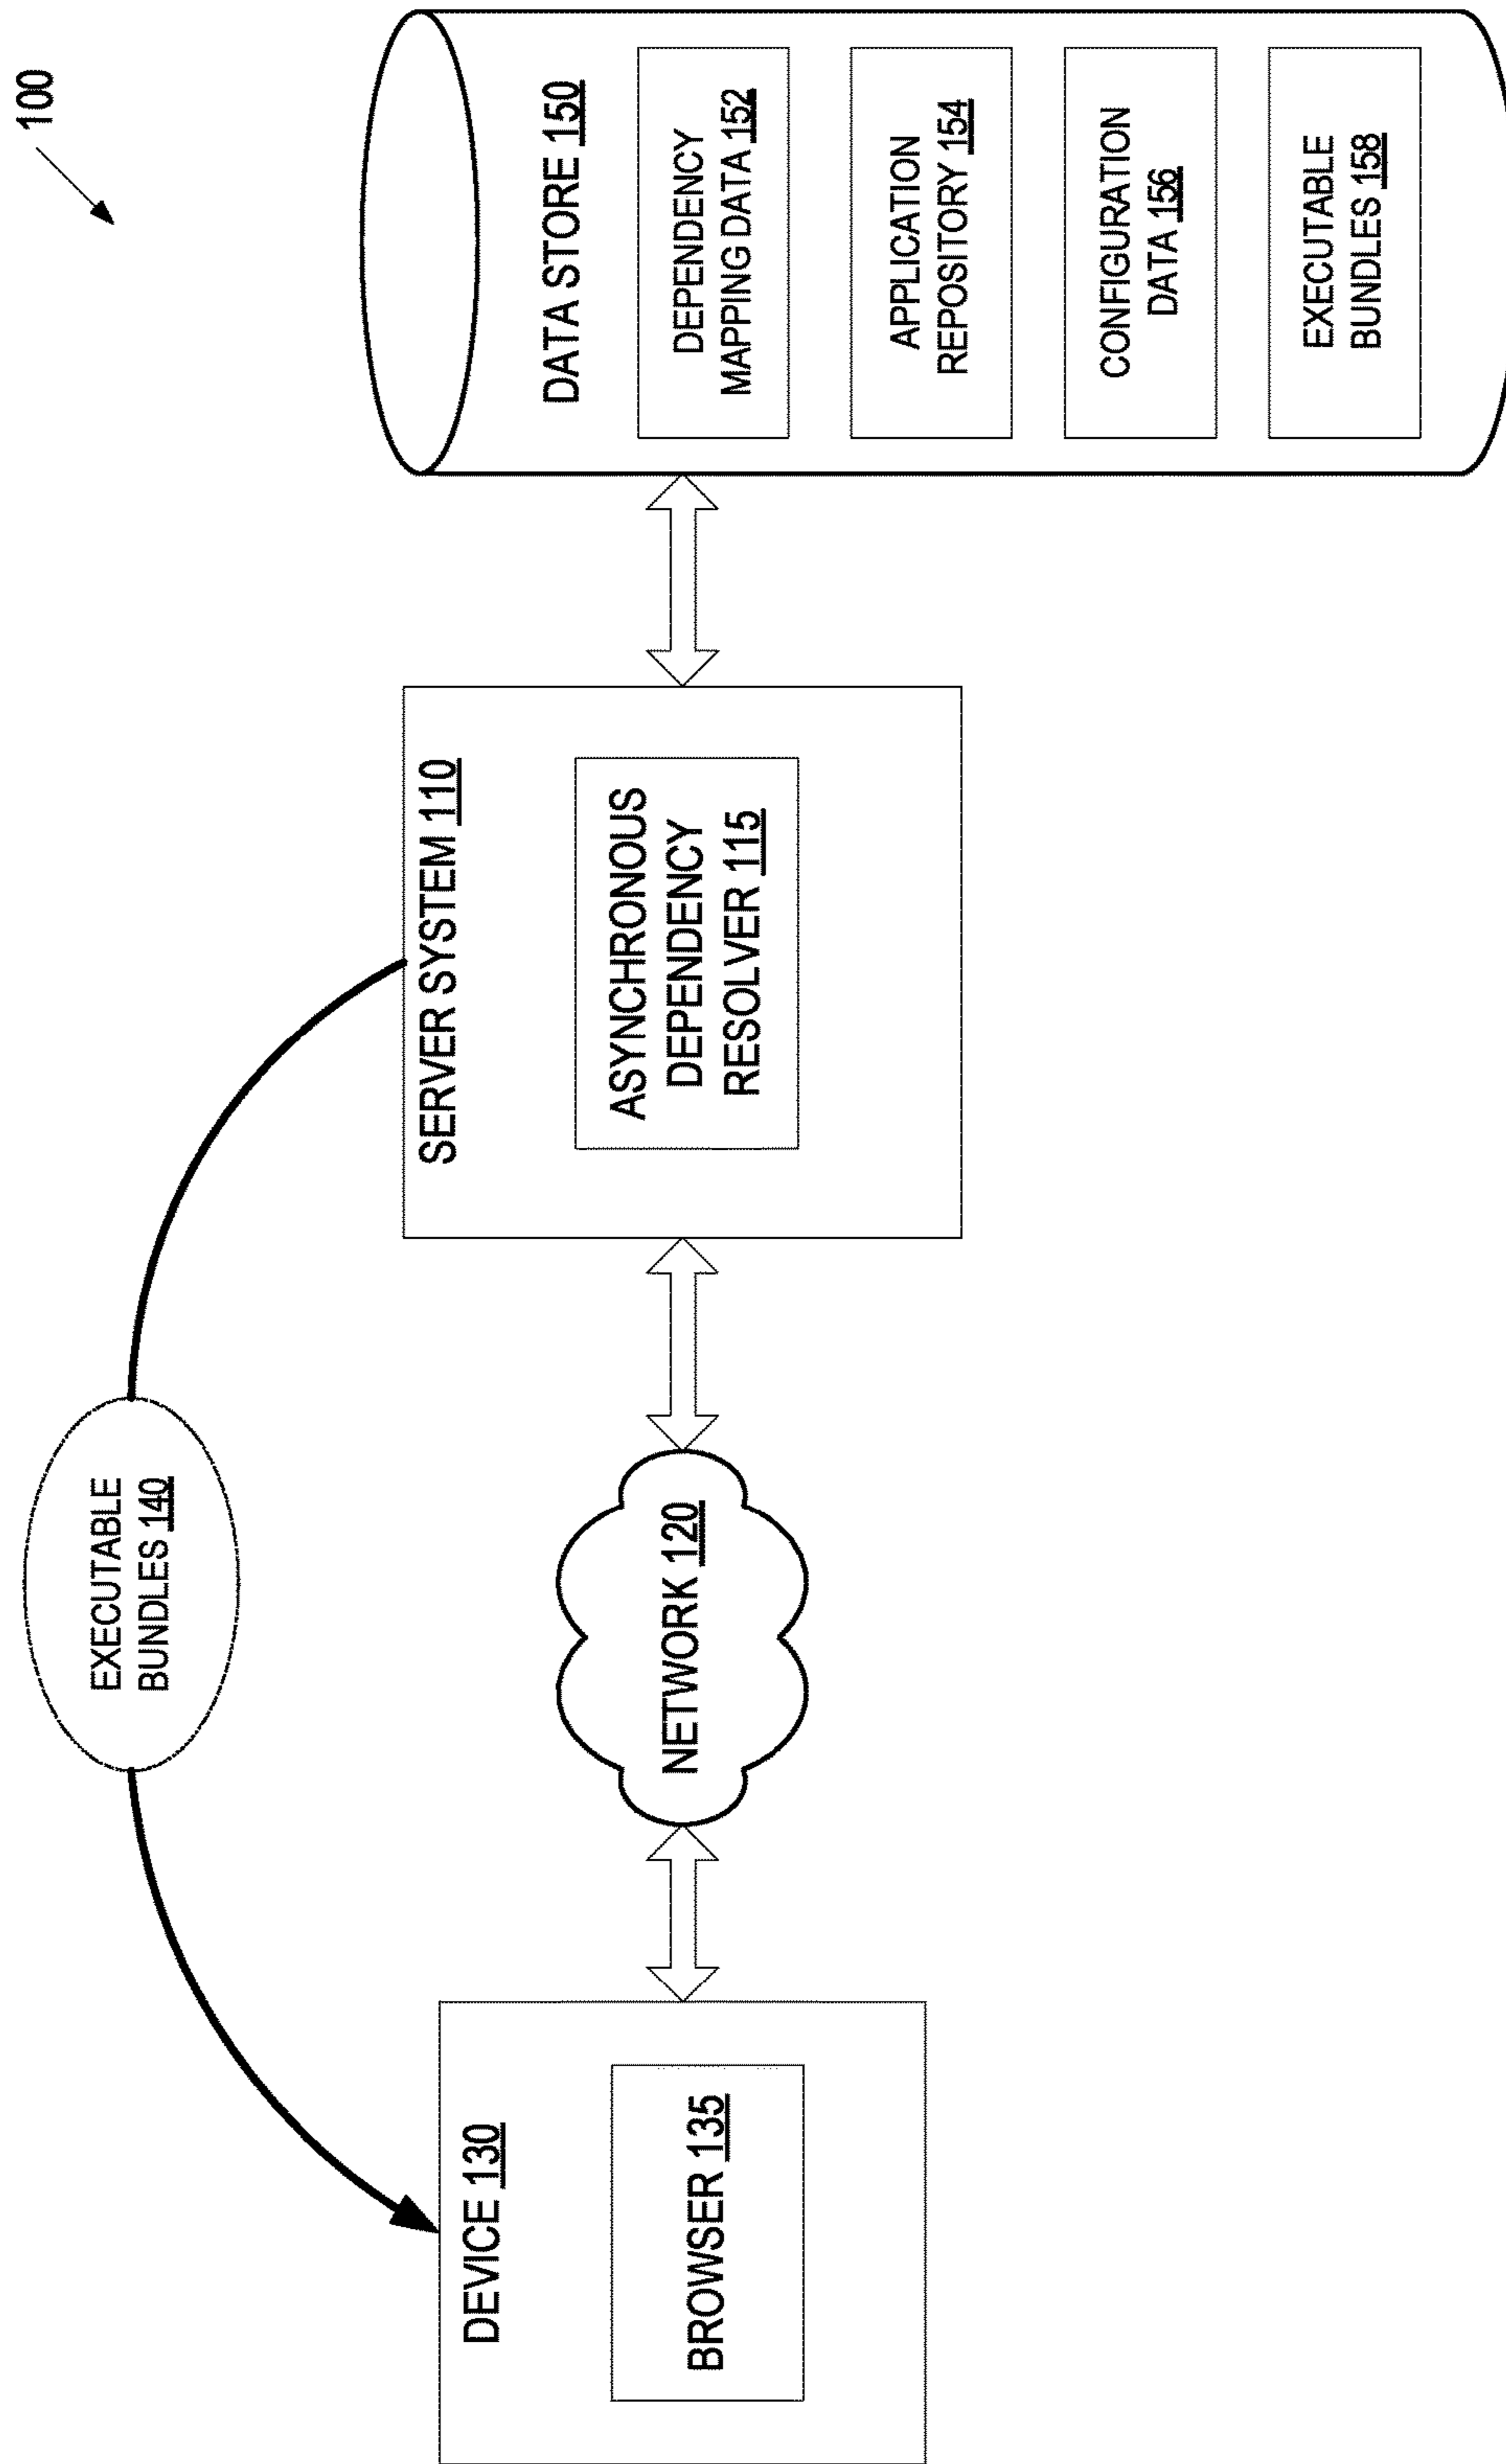 100
EXECUTABLE
BUNDLES 140
DEVICE 130
BROWSER 135
NETWORK 120
SERVER SYSTEM 110
ASYNCHRONOUS
DEPENDENCY
RESOLVER 115
DATA STORE 150
DEPENDENCY
MAPPING DATA 152
APPLICATION
REPOSITORY 154
CONFIGURATION
DATA 156
EXECUTABLE
BUNDLES 158